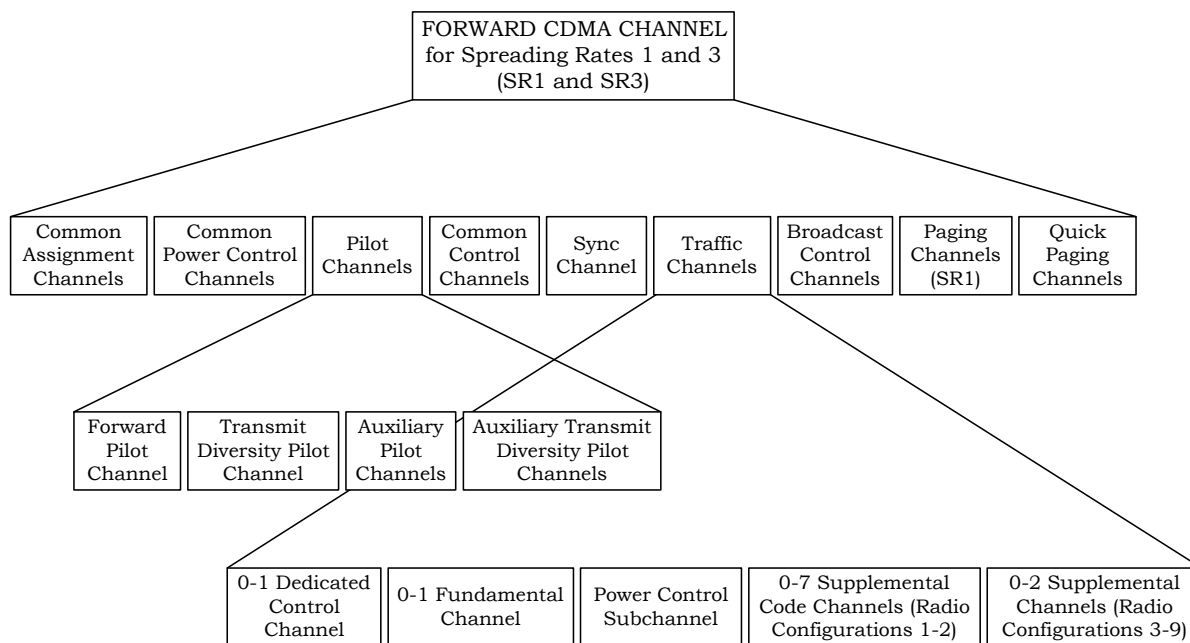 FORWARD CDMA CHANNEL
for Spreading Rates 1 and 3
(SR1 and SR3)
Common
Assignment
Channels
Common
Power Control
Channels
Pilot
Channels
Common
Control
Channels
Sync
Channel
Traffic
Channels
Broadcast
Control
Channels
Paging
Channels
(SR1)
Quick
Paging
Channels
Forward
Pilot
Channel
Transmit
Diversity Pilot
Channel
Auxiliary
Pilot
Channels
Auxiliary Transmit
Diversity Pilot
Channels
0-1 Dedicated
Control
Channel
0-1 Fundamental
Channel
Power Control
Subchannel
0-7 Supplemental
Code Channels (Radio
Configurations 1-2)
0-2 Supplemental
Channels (Radio
Configurations 3-9)